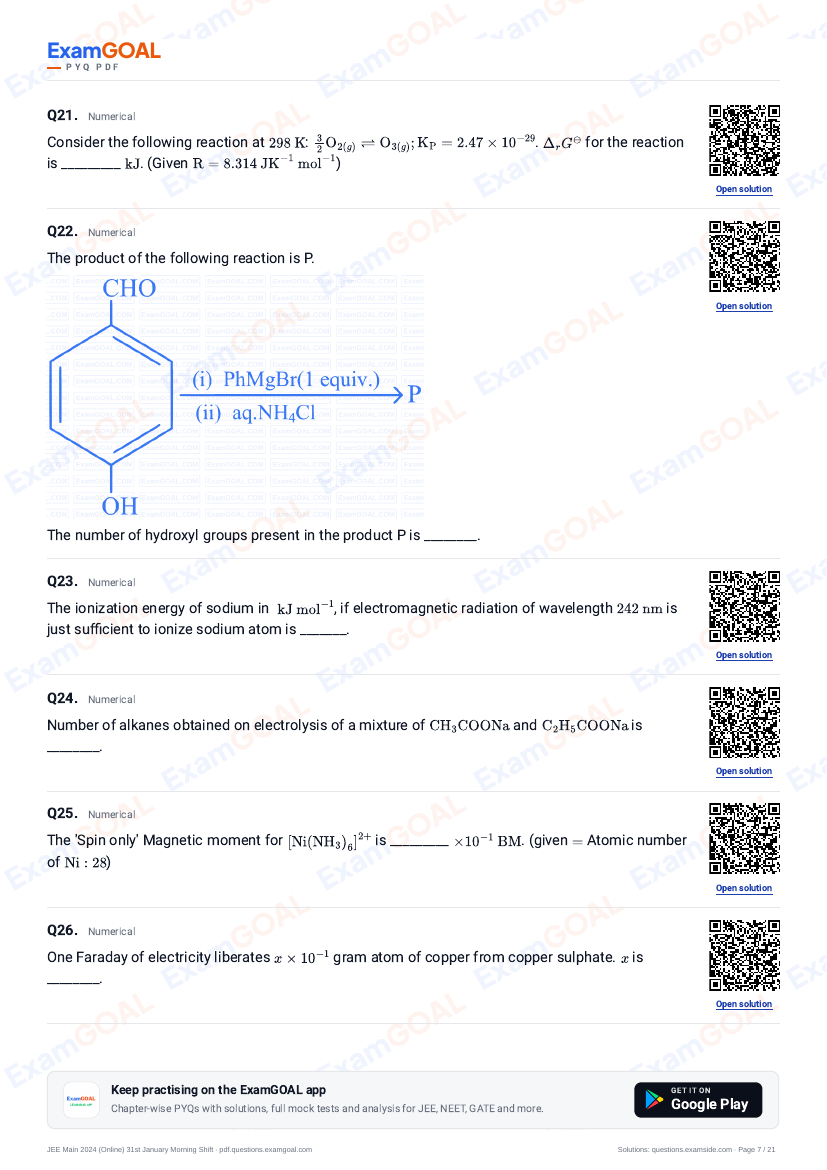 ExamGOAL
PYQ PDF
Q21. Numerical
Consider the following reaction at 298 K: 3/2 O₂₍g₎ ⇌ O₃₍g₎; K_P = 2.47 × 10⁻²⁹. Δ_rG^⊖ for the reaction
is _________ kJ. (Given R = 8.314 JK⁻¹ mol⁻¹)
Open solution
Q22. Numerical
The product of the following reaction is P.
Open solution
CHO
(i) PhMgBr(1 equiv.)
P
(ii) aq.NH₄Cl
OH
The number of hydroxyl groups present in the product P is ________.
Q23. Numerical
The ionization energy of sodium in kJ mol⁻¹, if electromagnetic radiation of wavelength 242 nm is
just sufficient to ionize sodium atom is _______.
Open solution
Q24. Numerical
Number of alkanes obtained on electrolysis of a mixture of CH₃COONa and C₂H₅COONa is
________.
Open solution
Q25. Numerical
The 'Spin only' Magnetic moment for [Ni(NH₃)₆]²⁺ is _________ ×10⁻¹ BM. (given = Atomic number
of Ni : 28)
Open solution
Q26. Numerical
One Faraday of electricity liberates x × 10⁻¹ gram atom of copper from copper sulphate. x is
________.
Open solution
Keep practising on the ExamGOAL app
Chapter-wise PYQs with solutions, full mock tests and analysis for JEE, NEET, GATE and more.
GET IT ON
Google Play
JEE Main 2024 (Online) 31st January Morning Shift · pdf.questions.examgoal.com
Solutions: questions.examside.com · Page 7 / 21